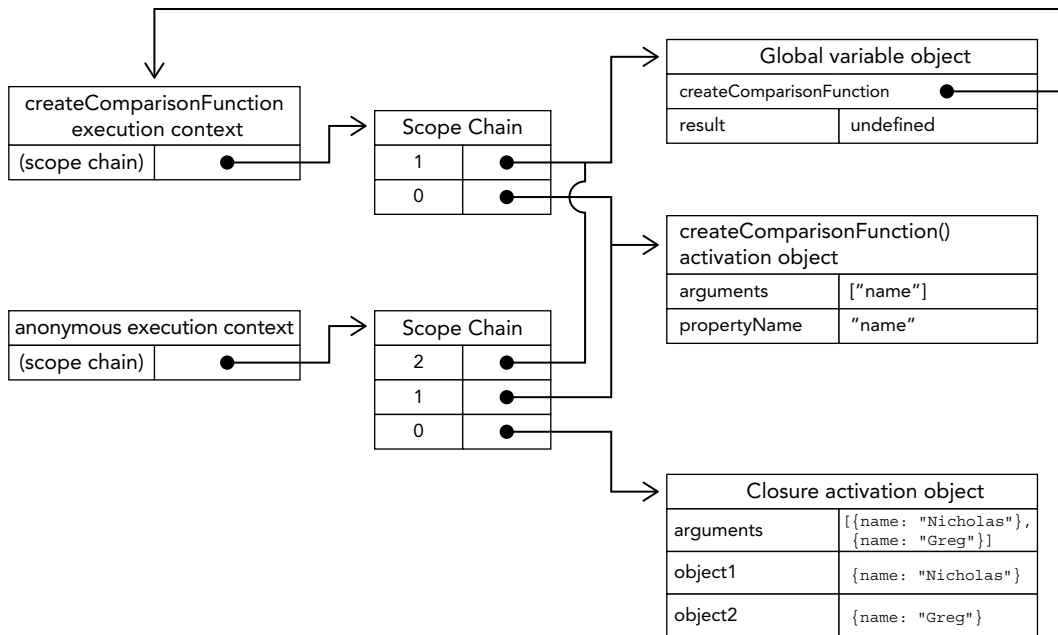 createComparisonFunction
execution context
(scope chain)
Scope Chain
1
0
Global variable object
createComparisonFunction
result undefined
createComparisonFunction()
activation object
arguments [”name”]
propertyName ”name”
anonymous execution context
(scope chain)
Scope Chain
2
1
0
Closure activation object
arguments [{name: "Nicholas"},
{name: "Greg"}]
object1 {name: "Nicholas"}
object2 {name: "Greg"}